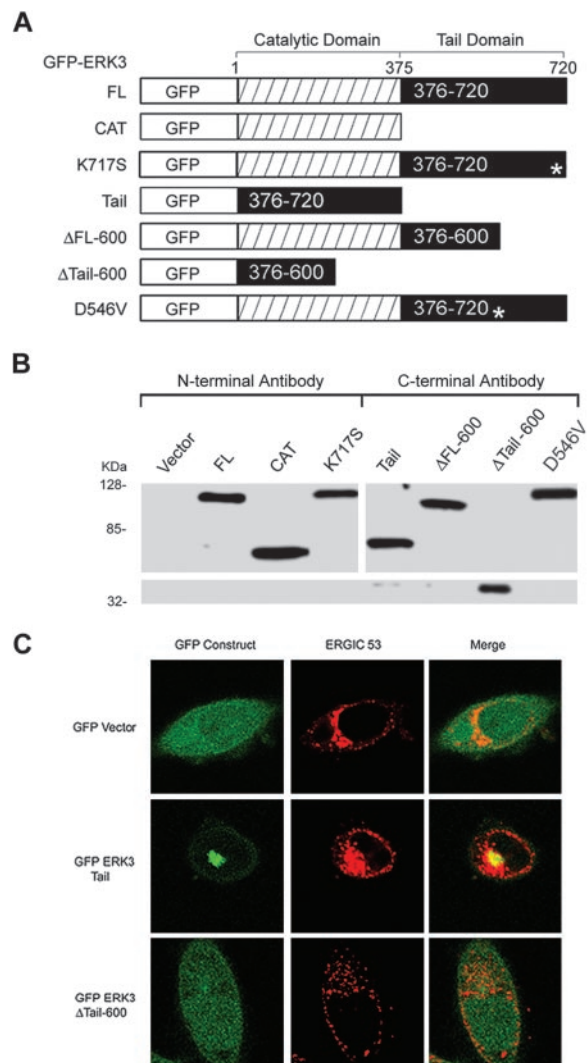 A
Catalytic Domain Tail Domain
GFP-ERK3 1 375 720
FL GFP 376-720
CAT GFP
K717S GFP 376-720 *
Tail GFP 376-720
ΔFL-600 GFP 376-600
ΔTail-600 GFP 376-600
D546V GFP 376-720 *
B
N-terminal Antibody C-terminal Antibody
Vector FL CAT K717S Tail ΔFL-600 ΔTail-600 D546V
KDa
128-
85-
32-
C
GFP Construct ERGIC 53 Merge
GFP Vector
GFP ERK3
Tail
GFP ERK3
ΔTail-600